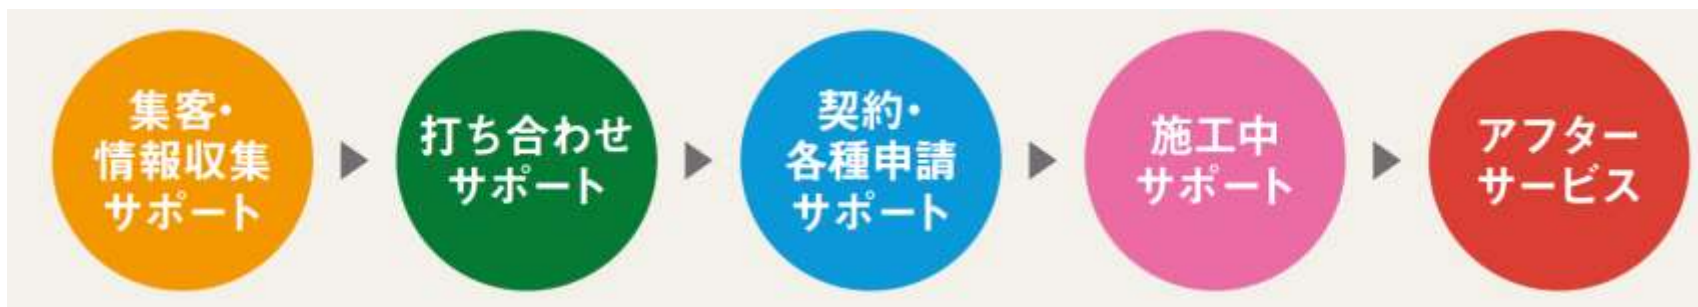 集客・
情報収集
サポート
打ち合わせ
サポート
契約・
各種申請
サポート
施工中
サポート
アフター
サービス